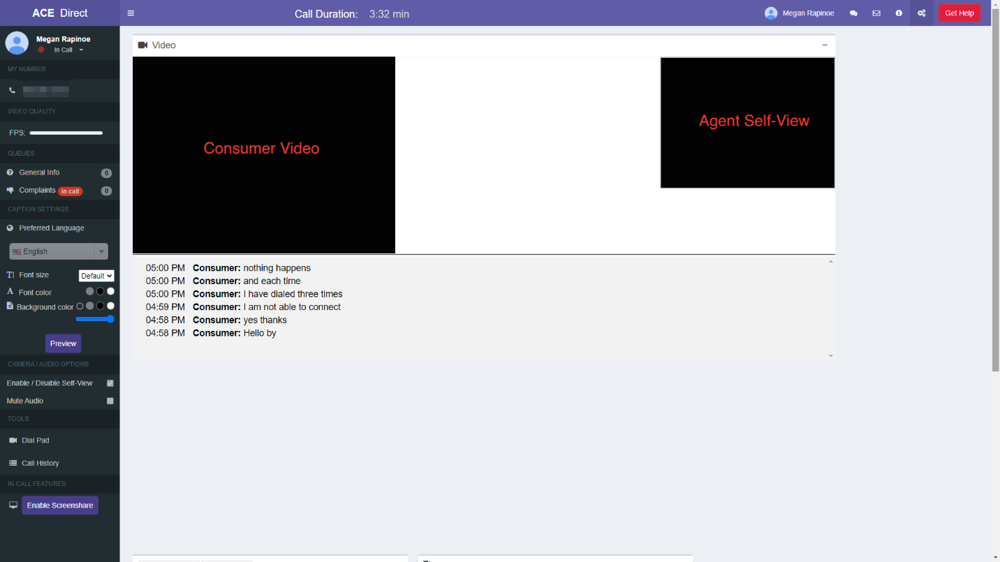 ACE Direct
Call Duration: 3:32 min
Megan Rapinoe
Get Help
Megan Rapinoe
In Call
MY NUMBER
VIDEO QUALITY
FPS:
QUEUES
General Info 0
Complaints in call 0
CAPTION SETTINGS
Preferred Language
English
Font size Default
Font color
Background color
Preview
CAMERA / AUDIO OPTIONS
Enable / Disable Self-View
Mute Audio
TOOLS
Dial Pad
Call History
IN CALL FEATURES
Enable Screenshare
Video
Consumer Video
Agent Self-View
05:00 PM Consumer: nothing happens
05:00 PM Consumer: and each time
05:00 PM Consumer: I have dialed three times
04:59 PM Consumer: I am not able to connect
04:58 PM Consumer: yes thanks
04:58 PM Consumer: Hello by